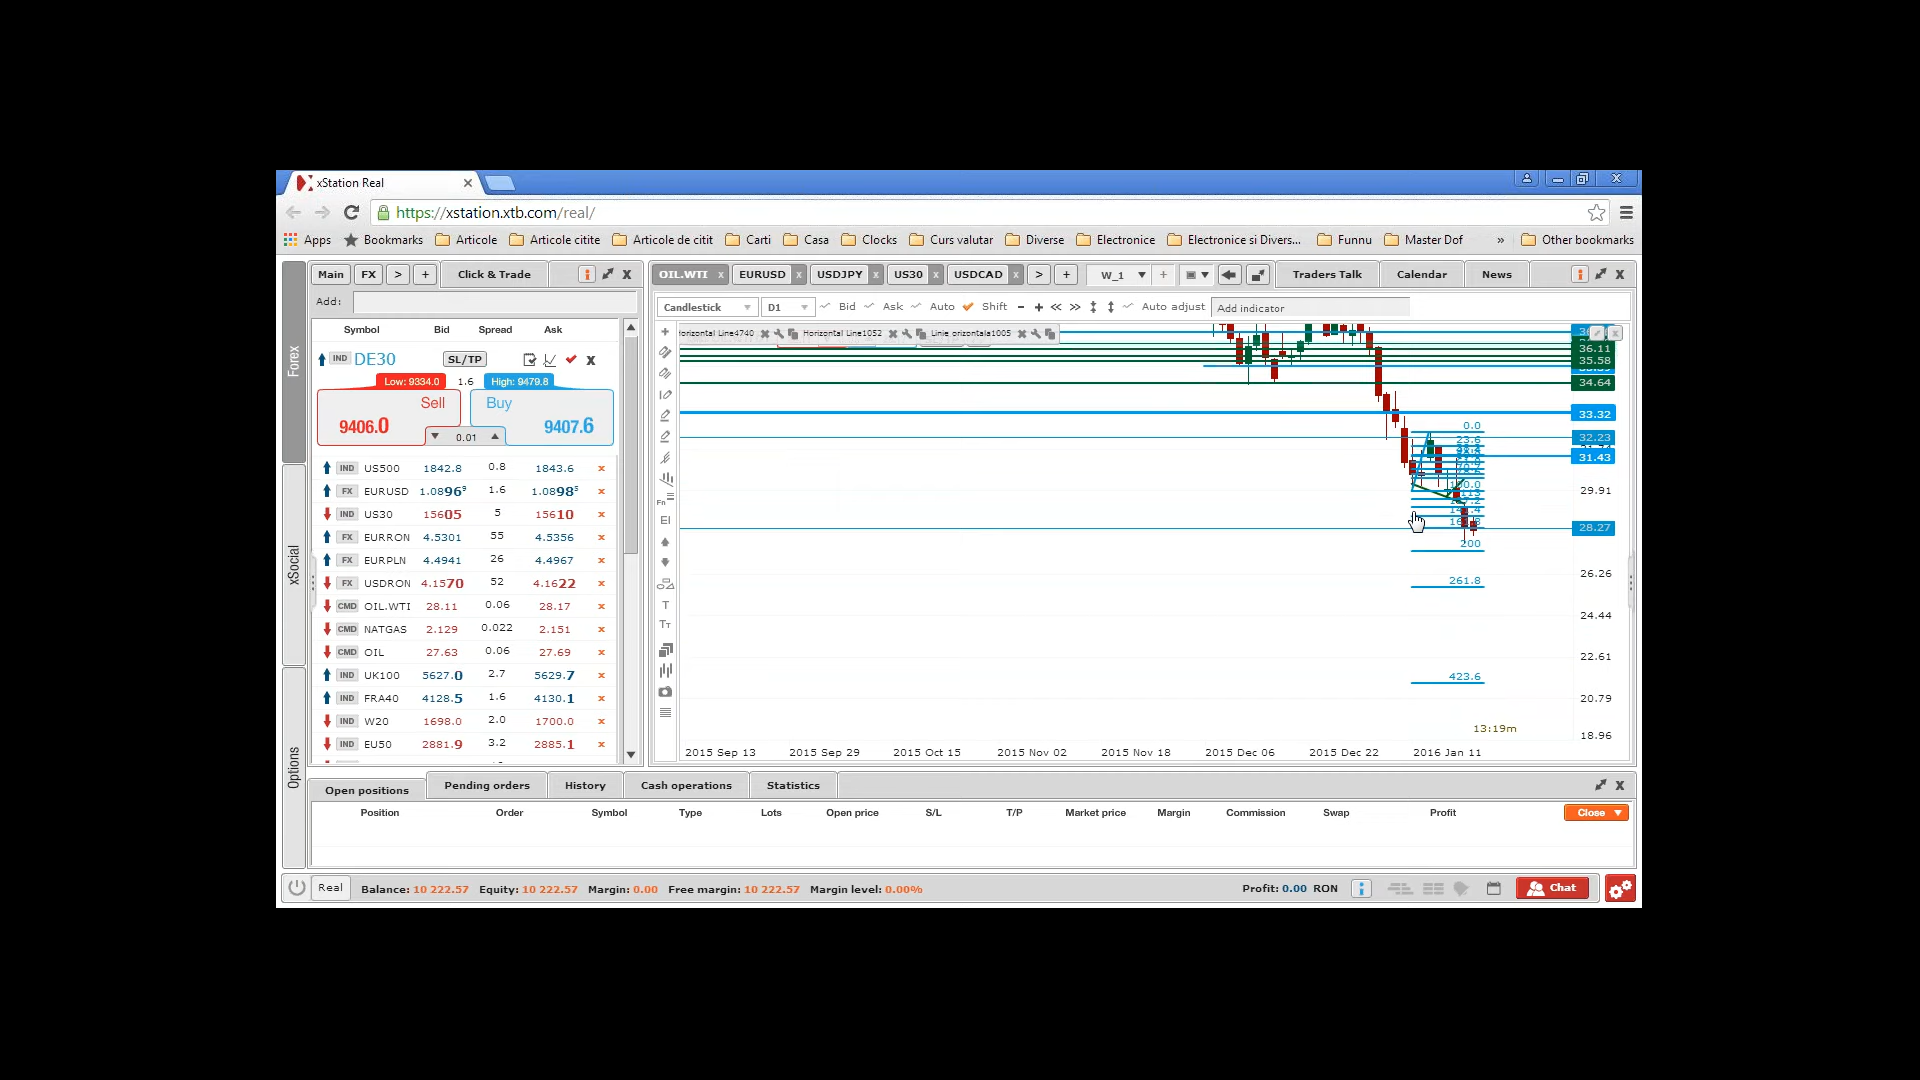 xStation Real
https://xstation.xtb.com/real/
Apps Bookmarks Articole Articole citite Articole de citit Carti Casa Clocks Curs valutar Diverse Electronice Electronice si Divers... Funnu Master Dof » Other bookmarks
Main FX > + Click & Trade
OIL.WTI x EURUSD x USDJPY x US30 x USDCAD x > + W_1 Traders Talk Calendar News
Add:
Candlestick D1 Bid Ask Auto Shift Auto adjust Add indicator
Symbol Bid Spread Ask
IND DE30 SL/TP
Low: 9334.0 1.6 High: 9479.8
Sell Buy
9406.0 9407.6
0.01
IND US500 1842.8 0.8 1843.6
FX EURUSD 1.0896⁹ 1.6 1.0898⁵
IND US30 15605 5 15610
FX EURRON 4.5301 55 4.5356
FX EURPLN 4.4941 26 4.4967
FX USDRON 4.1570 52 4.1622
CMD OIL.WTI 28.11 0.06 28.17
CMD NATGAS 2.129 0.022 2.151
CMD OIL 27.63 0.06 27.69
IND UK100 5627.0 2.7 5629.7
IND FRA40 4128.5 1.6 4130.1
IND W20 1698.0 2.0 1700.0
IND EU50 2881.9 3.2 2885.1
Forex
xSocial
Options
Horizontal Line4740 Horizontal Line1052 Linie orizontala1005
Fn
EI
T
TT
36.11
35.58
34.64
33.32
32.23
31.43
29.91
28.27
26.26
24.44
22.61
20.79
18.96
0.0
23.6
100.0
200
261.8
423.6
13:19m
2015 Sep 13 2015 Sep 29 2015 Oct 15 2015 Nov 02 2015 Nov 18 2015 Dec 06 2015 Dec 22 2016 Jan 11
Open positions Pending orders History Cash operations Statistics
Position Order Symbol Type Lots Open price S/L T/P Market price Margin Commission Swap Profit Close
Real Balance: 10 222.57 Equity: 10 222.57 Margin: 0.00 Free margin: 10 222.57 Margin level: 0.00% Profit: 0.00 RON Chat